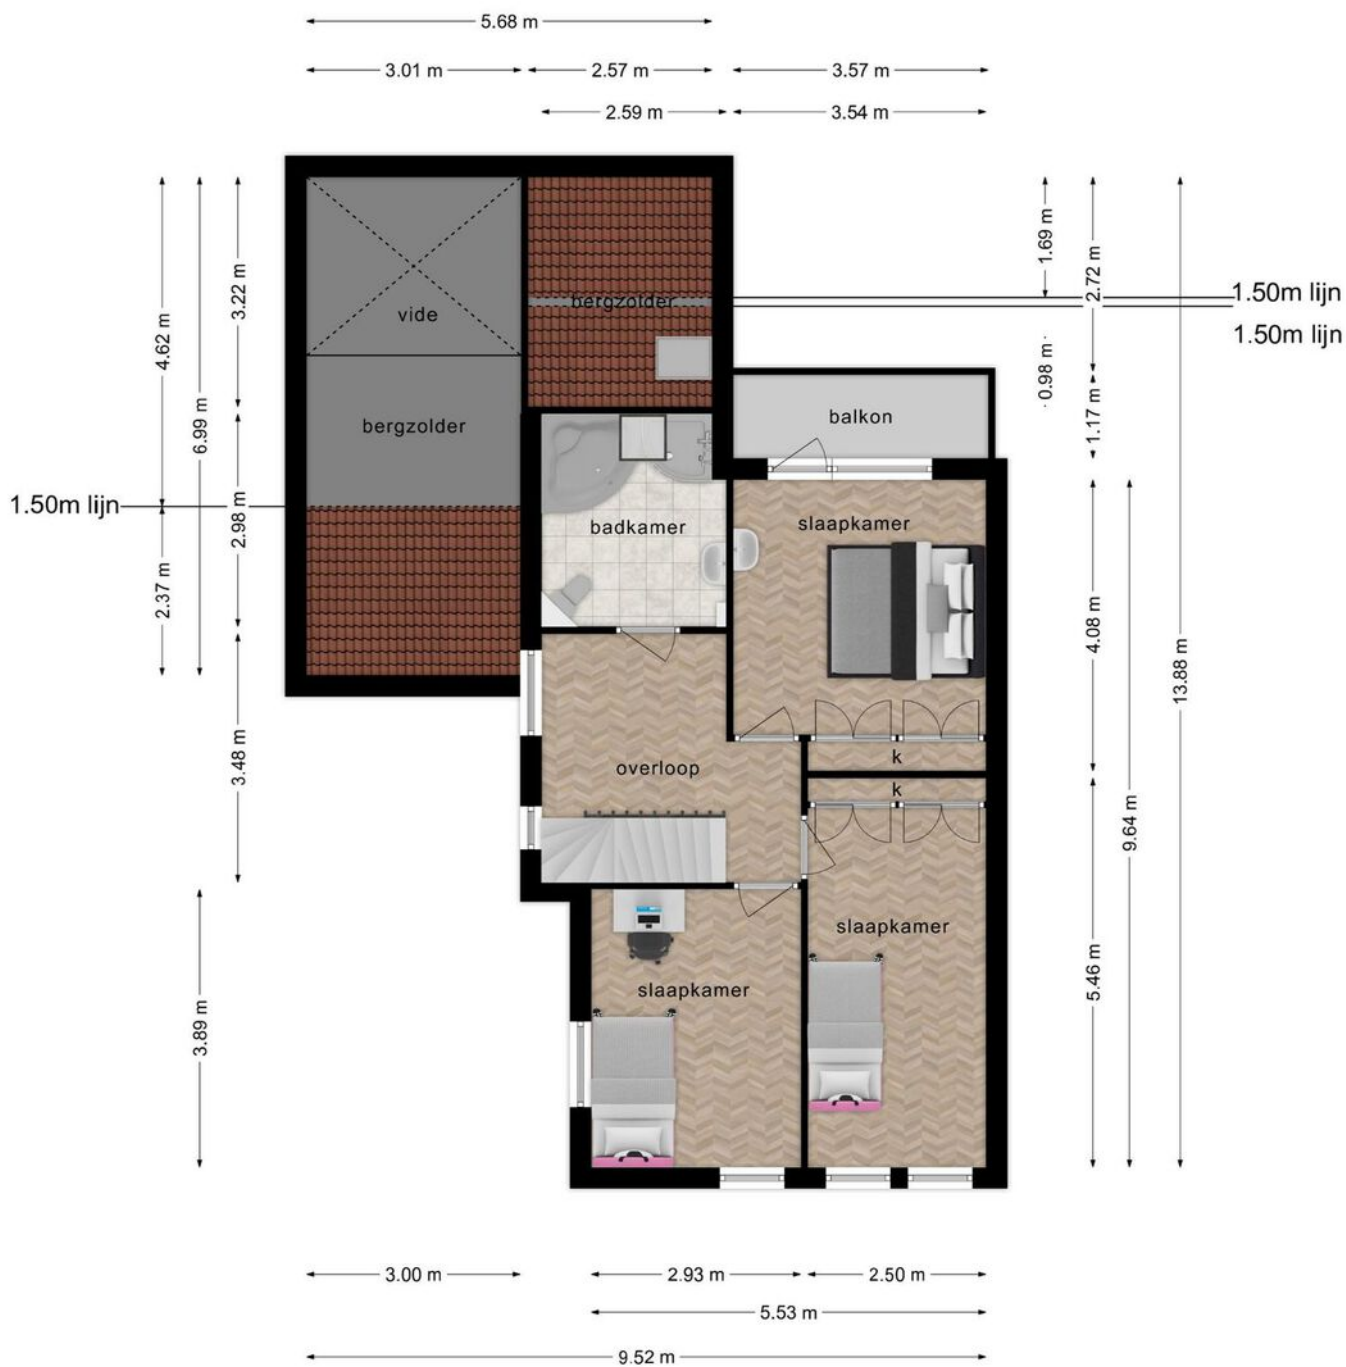 5.68 m
3.01 m
2.57 m
3.57 m
2.59 m
3.54 m
4.62 m
2.37 m
6.99 m
3.22 m
2.98 m
3.48 m
3.89 m
1.69 m
0.98 m
2.72 m
1.17 m
4.08 m
5.46 m
9.64 m
13.88 m
1.50m lijn
1.50m lijn
1.50m lijn
vide
bergzolder
bergzolder
balkon
badkamer
slaapkamer
overloop
k
k
slaapkamer
slaapkamer
3.00 m
2.93 m
2.50 m
5.53 m
9.52 m